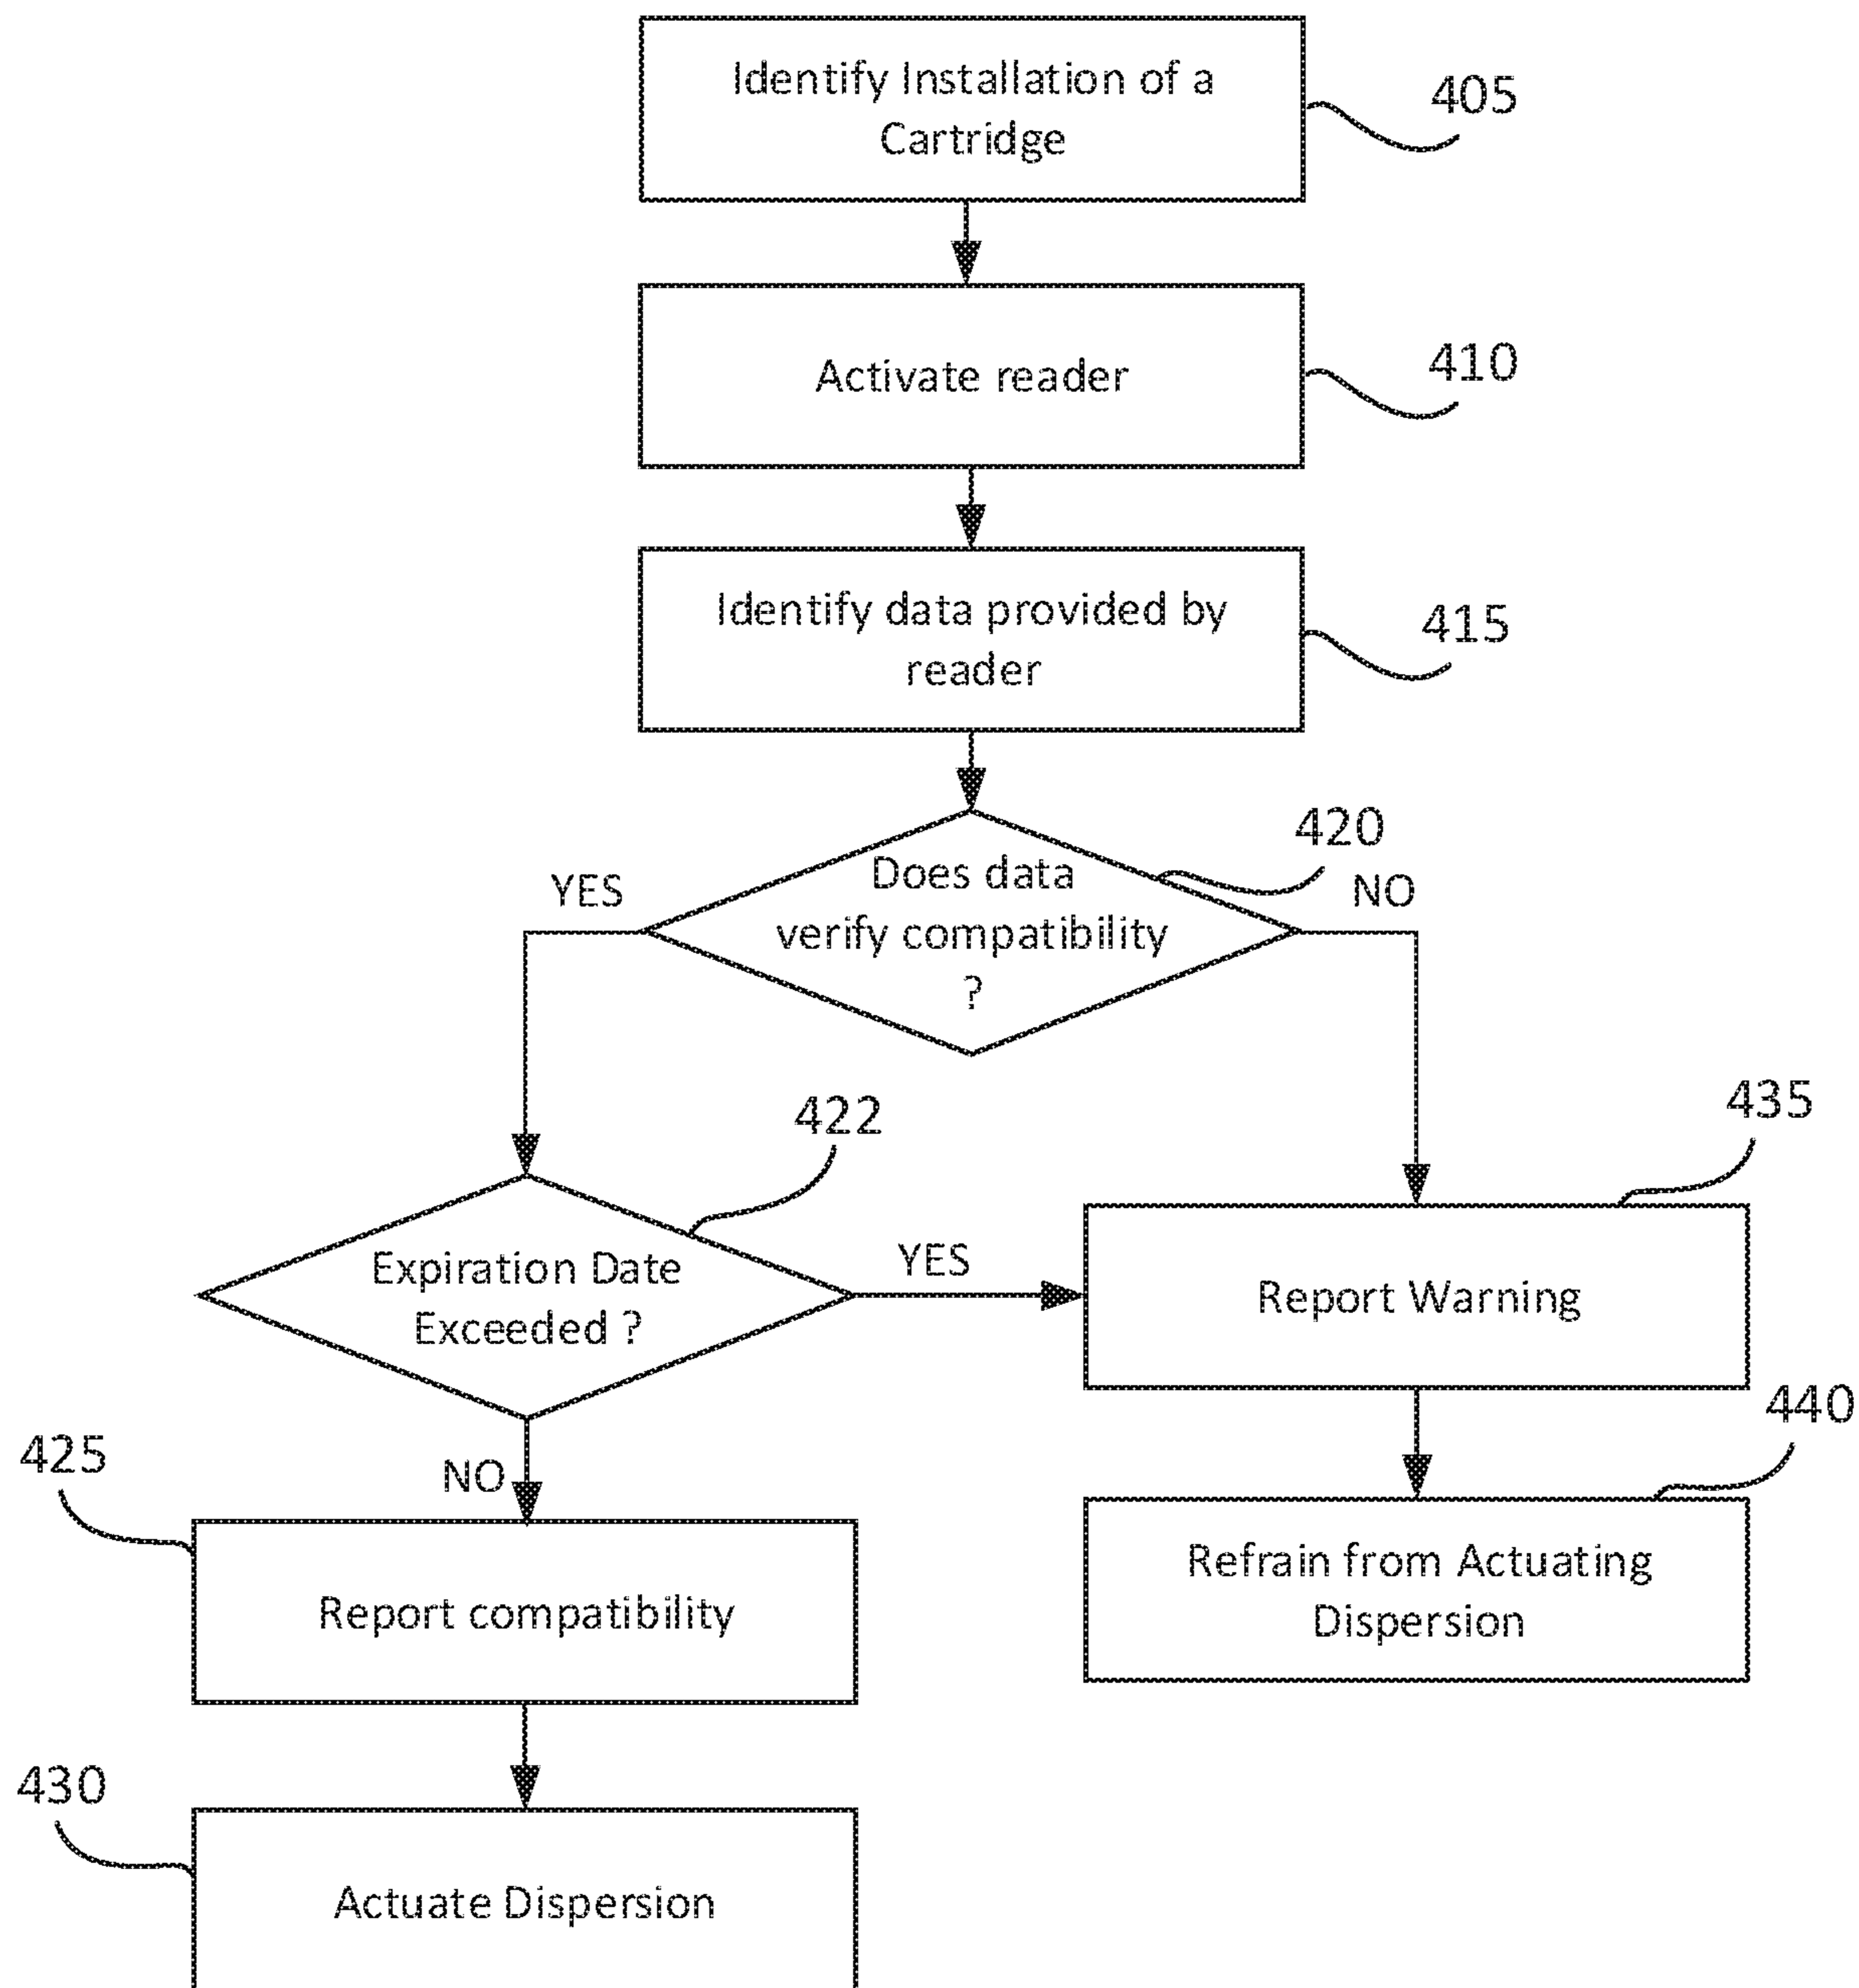 Identify Installation of a
Cartridge
405
Activate reader
410
Identify data provided by
reader
415
420
Does data
verify compatibility
?
YES
NO
422
435
Expiration Date
Exceeded ?
YES
Report Warning
NO
440
425
Refrain from Actuating
Dispersion
Report compatibility
430
Actuate Dispersion